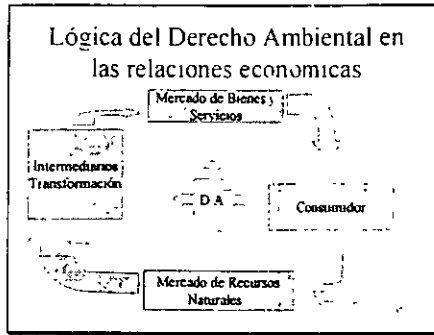 Lógica del Derecho Ambiental en
las relaciones economicas
Mercado de Bienes y
Servicios
Intermediarios
Transformación
D A
Consumidor
Mercado de Recursos
Naturales